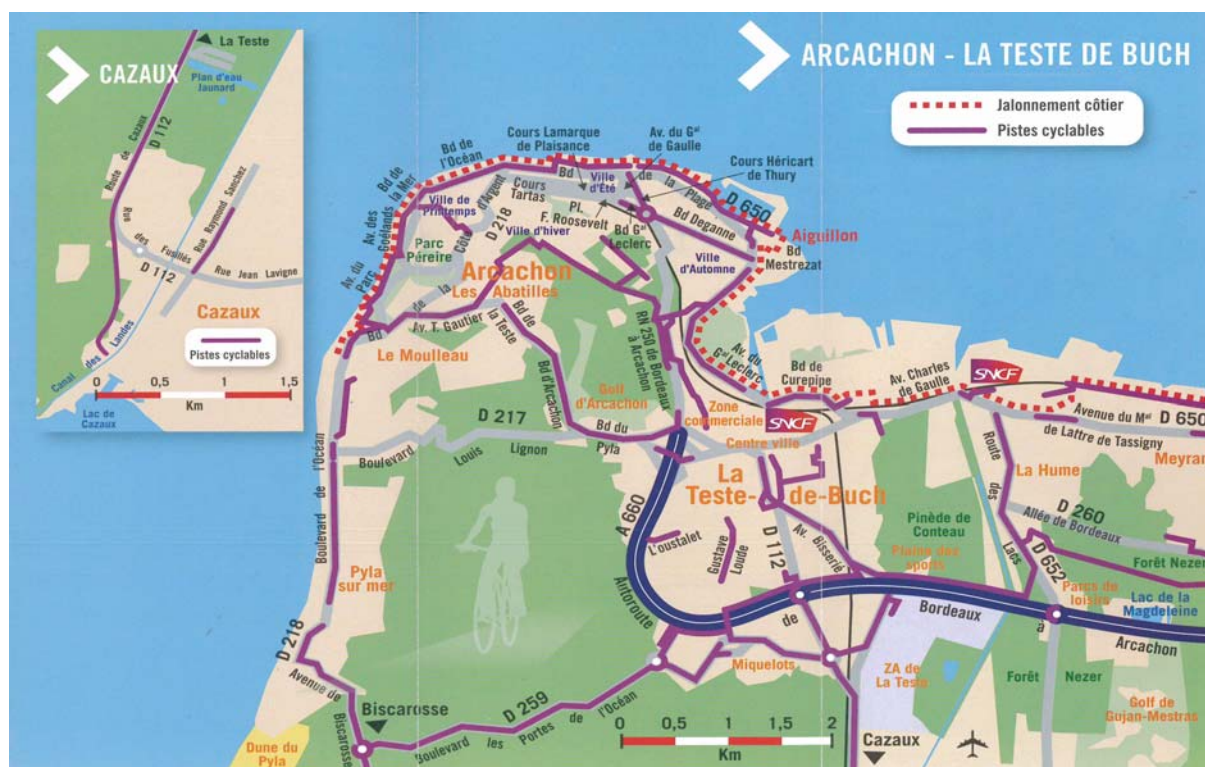 CAZAUX
La Teste
Plan d'eau
Jaunard
Route de Cazaux
D 112
Rue des Fusillés
D 112
Rue Raymond Sanchez
Rue Jean Lavigne
Cazaux
Pistes cyclables
Canal des Landes
Lac de
Cazaux
0 0,5 1 1,5
Km
ARCACHON - LA TESTE DE BUCH
Jalonnement côtier
Pistes cyclables
Cours Lamarque
de Plaisance
Av. du Gal
de Gaulle
Cours Héricart
de Thury
Bd de
l'Océan
Bd de
la Mer
Av. des
Goélands
Av. du
Parc
Bd de la Plage
D 650
Ville
d'Été
Cours
Tartas
Ville de
Printemps
Pl.
F. Roosevelt
Bd Gal
Leclerc
Bd Deganne
Aiguillon
Bd
Mestrezat
Ville
d'Automne
Ville d'hiver
Parc
Péreire
Bd de la Côte d'Argent
D 218
Arcachon
Les Abatilles
Av. T. Gautier
Bd de
la Teste
Le Moulleau
RN 250 de Bordeaux
à Arcachon
Av. du
Gal Leclerc
Bd de
Curepipe
Av. Charles
de Gaulle
SNCF
SNCF
Avenue du Mal
de Lattre de Tassigny
D 650
Meyran
Bd d'Arcachon
Golf
d'Arcachon
Zone
commerciale
Centre ville
Bd du
Pyla
D 217
Boulevard Louis Lignon
Boulevard de l'Océan
Pyla
sur mer
La
Teste-de-Buch
A 660
L'oustalet
Gustave
Loude
D 112
Av. Bisserié
Pinède de
Conteau
Plaine des
sports
Route des Lacs
La Hume
D 260
Allée de Bordeaux
D 652
Forêt Nezer
Parcs de
loisirs
Lac de la
Magdeleine
Autoroute de Bordeaux à Arcachon
Miquelots
ZA de
La Teste
Forêt Nezer
Golf de
Gujan-Mestras
D 218
Avenue de
Biscarosse
Biscarosse
D 259
Boulevard les Portes de l'Océan
0 0,5 1 2
Km
Dune du
Pyla
Cazaux